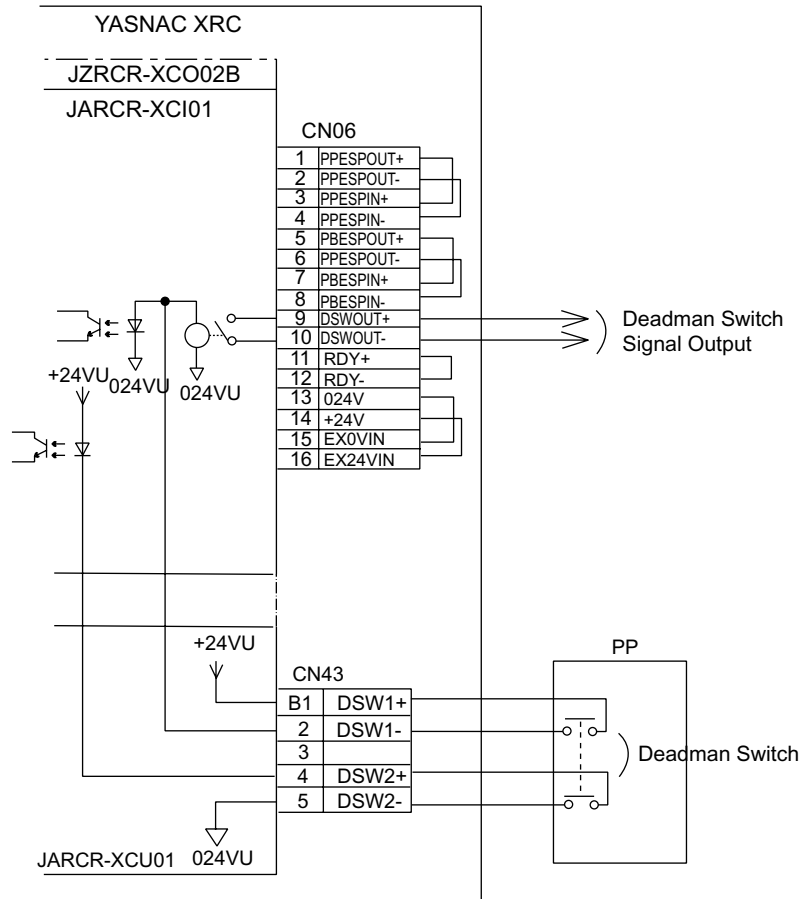 YASNAC XRC
JZRCR-XCO02B
JARCR-XCI01
CN06
1 PPESPOUT+
2 PPESPOUT-
3 PPESPIN+
4 PPESPIN-
5 PBESPOUT+
6 PPESPOUT-
7 PBESPIN+
8 PBESPIN-
9 DSWOUT+
10 DSWOUT-
11 RDY+
12 RDY-
13 024V
14 +24V
15 EX0VIN
16 EX24VIN
Deadman Switch
Signal Output
+24VU
024VU
024VU
+24VU
CN43
B1 DSW1+
2 DSW1-
3
4 DSW2+
5 DSW2-
PP
Deadman Switch
JARCR-XCU01
024VU